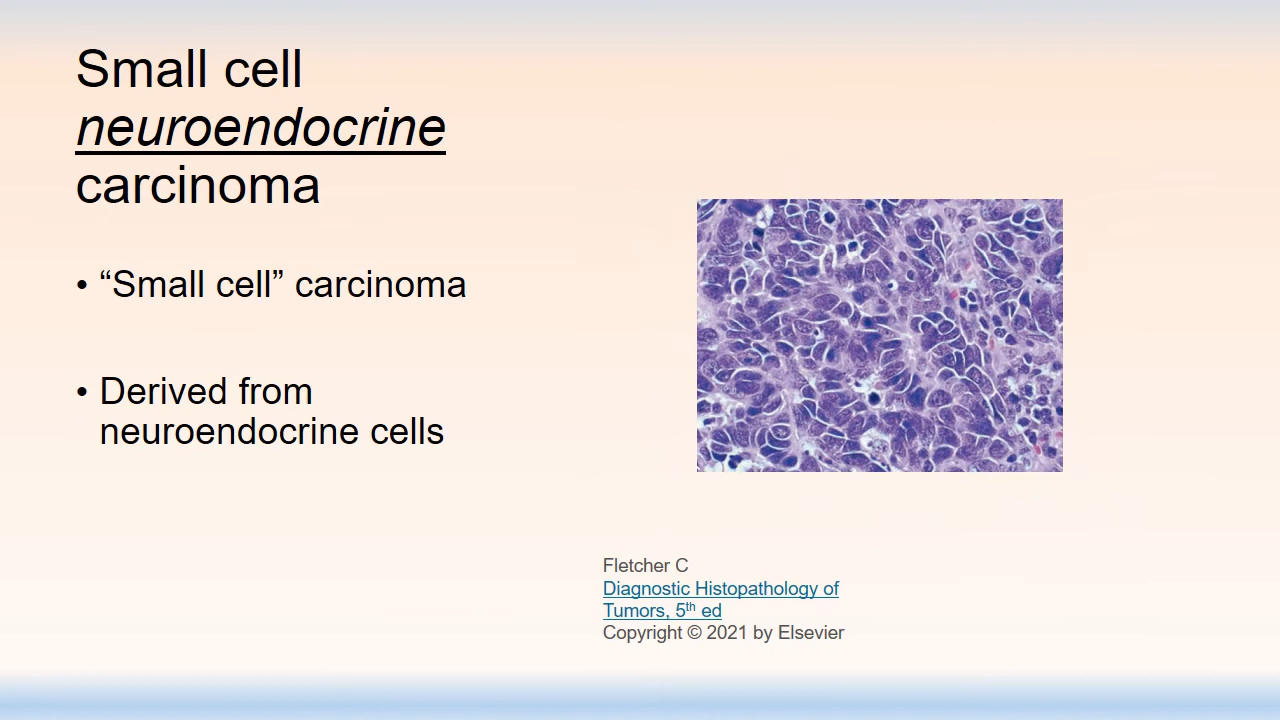 Small cell
neuroendocrine
carcinoma
• “Small cell” carcinoma
• Derived from
neuroendocrine cells
Fletcher C
Diagnostic Histopathology of
Tumors, 5th ed
Copyright © 2021 by Elsevier